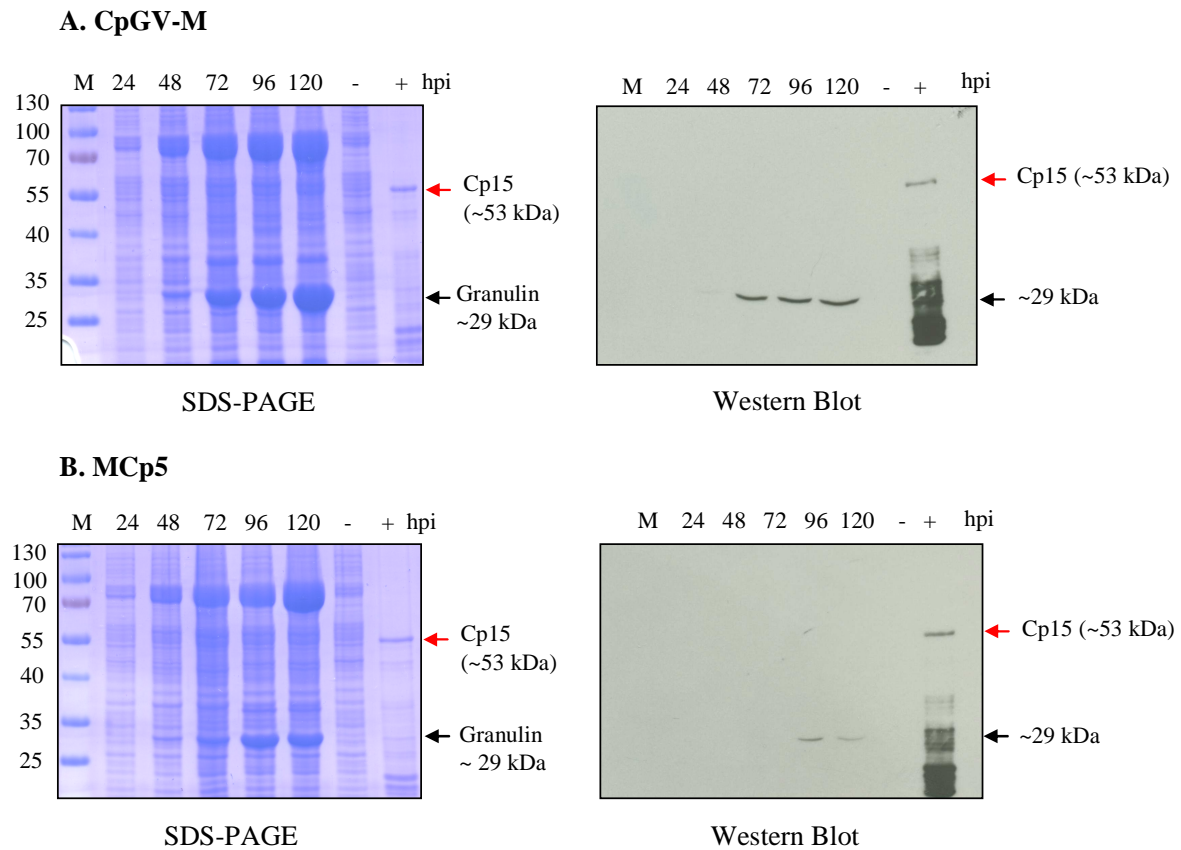 A. CpGV-M
M 24 48 72 96 120 - + hpi
130
100
70
55
40
35
25
Cp15
(~53 kDa)
Granulin
~29 kDa
SDS-PAGE
M 24 48 72 96 120 - + hpi
Cp15 (~53 kDa)
~29 kDa
Western Blot
B. MCp5
M 24 48 72 96 120 - + hpi
130
100
70
55
40
35
25
Cp15
(~53 kDa)
Granulin
~ 29 kDa
SDS-PAGE
M 24 48 72 96 120 - + hpi
Cp15 (~53 kDa)
~29 kDa
Western Blot